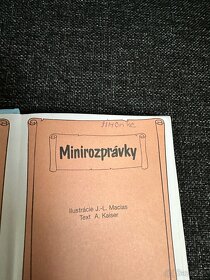 Minirozprávky
Ilustrácie J.-L. Macias
Text A. Kaiser